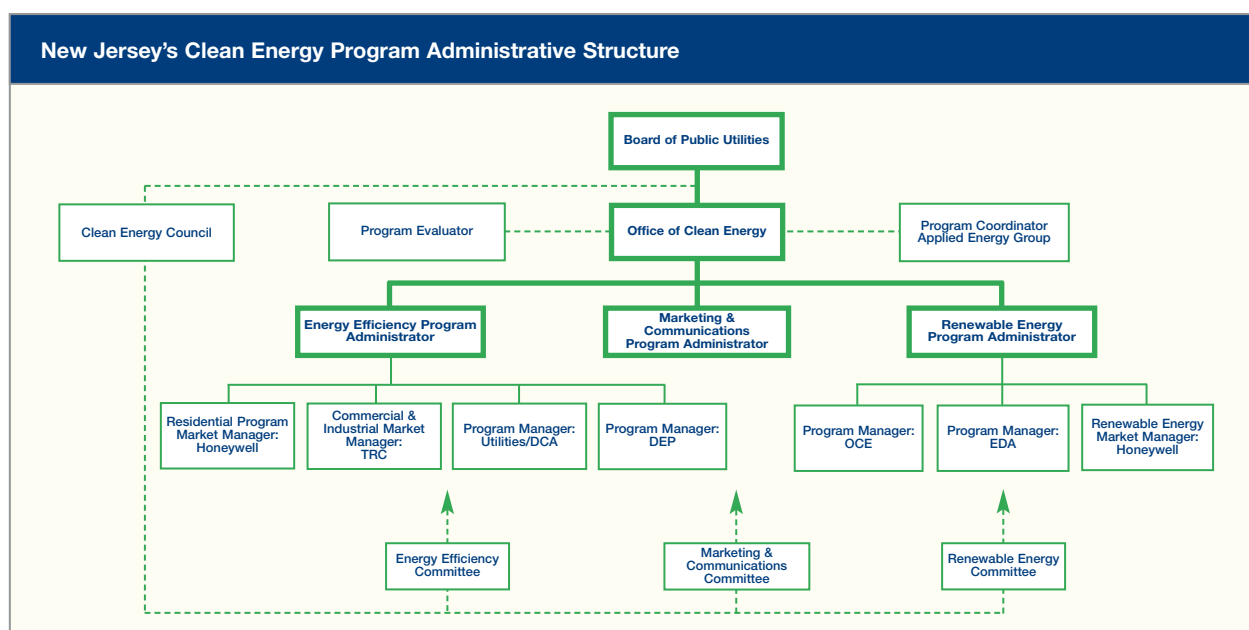 New Jersey's Clean Energy Program Administrative Structure
Board of Public Utilities
Clean Energy Council
Program Evaluator
Office of Clean Energy
Program Coordinator
Applied Energy Group
Energy Efficiency Program
Administrator
Marketing &
Communications
Program Administrator
Renewable Energy
Program Administrator
Residential Program
Market Manager:
Honeywell
Commercial &
Industrial Market
Manager:
TRC
Program Manager:
Utilities/DCA
Program Manager:
DEP
Program Manager:
OCE
Program Manager:
EDA
Renewable Energy
Market Manager:
Honeywell
Energy Efficiency
Committee
Marketing &
Communications
Committee
Renewable Energy
Committee